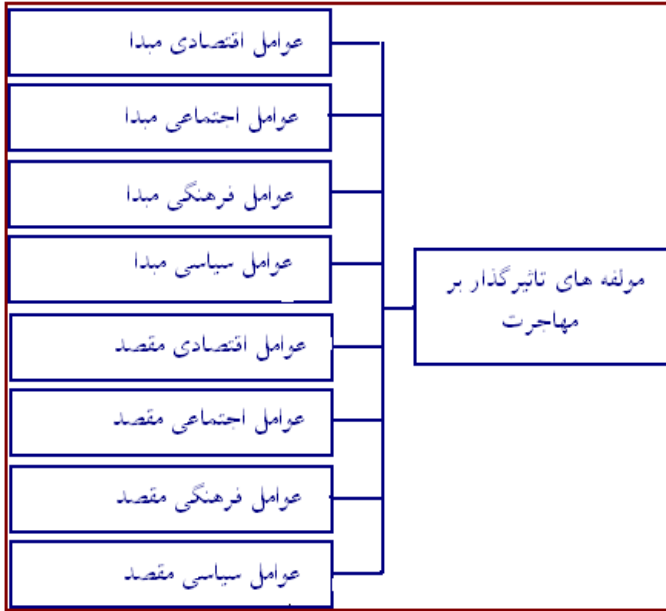 مولفه های تاثیرگذار بر
مهاجرت
عوامل اقتصادی مبدا
عوامل اجتماعی مبدا
عوامل فرهنگی مبدا
عوامل سیاسی مبدا
عوامل اقتصادی مقصد
عوامل اجتماعی مقصد
عوامل فرهنگی مقصد
عوامل سیاسی مقصد